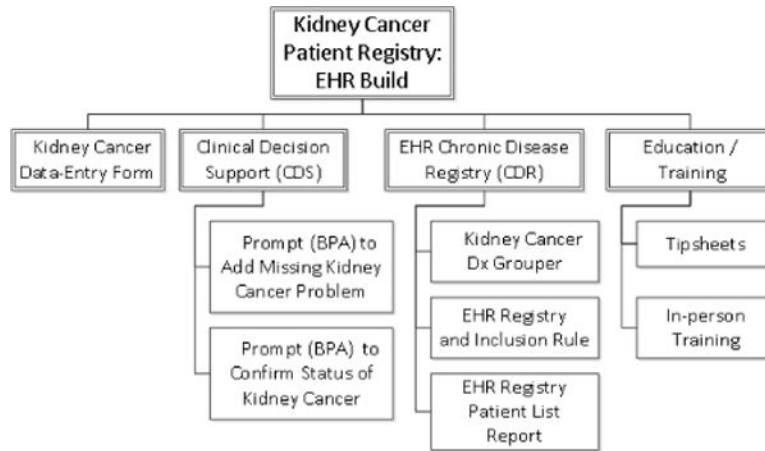 Kidney Cancer
Patient Registry:
EHR Build
Kidney Cancer
Data-Entry Form
Clinical Decision
Support (CDS)
EHR Chronic Disease
Registry (CDR)
Education /
Training
Prompt (BPA) to
Add Missing Kidney
Cancer Problem
Prompt (BPA) to
Confirm Status of
Kidney Cancer
Kidney Cancer
Dx Grouper
EHR Registry
and Inclusion Rule
EHR Registry
Patient List
Report
Tipsheets
In-person
Training